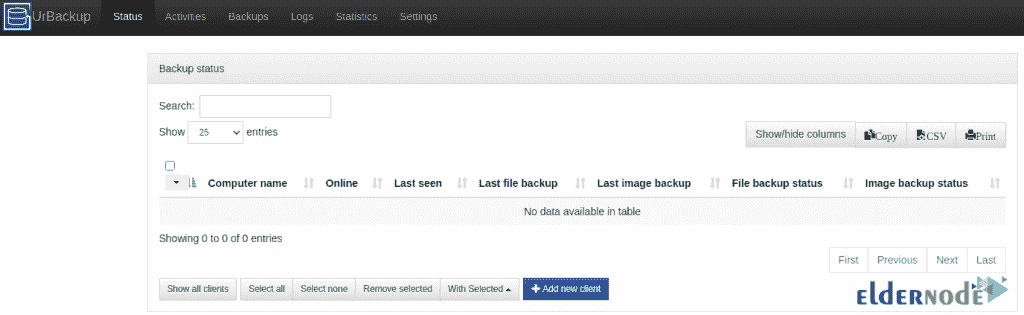 UrBackup Status Activities Backups Logs Statistics Settings
Backup status
Search:
Show 25 entries
Show/hide columns Copy CSV Print
Computer name Online Last seen Last file backup Last image backup File backup status Image backup status
No data available in table
Showing 0 to 0 of 0 entries
First Previous Next Last
Show all clients Select all Select none Remove selected With Selected Add new client
eldernode